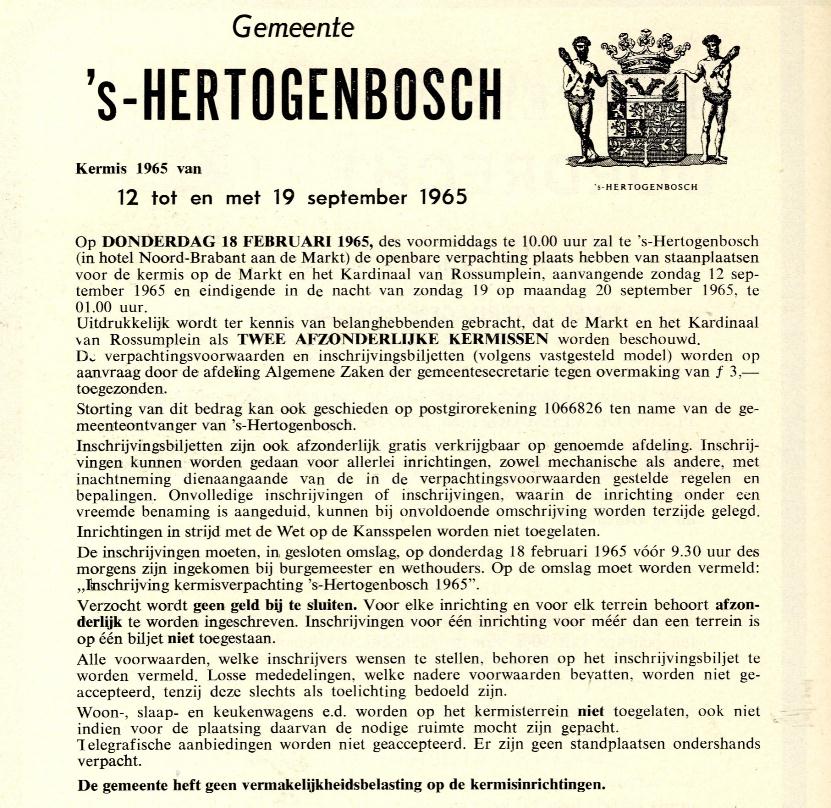 Gemeente
's-HERTOGENBOSCH
's-HERTOGENBOSCH
Kermis 1965 van
12 tot en met 19 september 1965
Op DONDERDAG 18 FEBRUARI 1965, des voormiddags te 10.00 uur zal te 's-Hertogenbosch
(in hotel Noord-Brabant aan de Markt) de openbare verpachting plaats hebben van staanplaatsen
voor de kermis op de Markt en het Kardinaal van Rossumplein, aanvangende zondag 12 sep-
tember 1965 en eindigende in de nacht van zondag 19 op maandag 20 september 1965, te
01.00 uur.
Uitdrukkelijk wordt ter kennis van belanghebbenden gebracht, dat de Markt en het Kardinaal
van Rossumplein als TWEE AFZONDERLIJKE KERMISSEN worden beschouwd.
De verpachtingsvoorwaarden en inschrijvingsbiljetten (volgens vastgesteld model) worden op
aanvraag door de afdeling Algemene Zaken der gemeentesecretarie tegen overmaking van ƒ 3,—
toegezonden.
Storting van dit bedrag kan ook geschieden op postgirorekening 1066826 ten name van de ge-
meenteontvanger van 's-Hertogenbosch.
Inschrijvingsbiljetten zijn ook afzonderlijk gratis verkrijgbaar op genoemde afdeling. Inschrij-
vingen kunnen worden gedaan voor allerlei inrichtingen, zowel mechanische als andere, met
inachtneming dienaangaande van de in de verpachtingsvoorwaarden gestelde regelen en
bepalingen. Onvolledige inschrijvingen of inschrijvingen, waarin de inrichting onder een
vreemde benaming is aangeduid, kunnen bij onvoldoende omschrijving worden terzijde gelegd.
Inrichtingen in strijd met de Wet op de Kansspelen worden niet toegelaten.
De inschrijvingen moeten, in gesloten omslag, op donderdag 18 februari 1965 vóór 9.30 uur des
morgens zijn ingekomen bij burgemeester en wethouders. Op de omslag moet worden vermeld:
„Inschrijving kermisverpachting 's-Hertogenbosch 1965”.
Verzocht wordt geen geld bij te sluiten. Voor elke inrichting en voor elk terrein behoort afzon-
derlijk te worden ingeschreven. Inschrijvingen voor één inrichting voor méér dan een terrein is
op één biljet niet toegestaan.
Alle voorwaarden, welke inschrijvers wensen te stellen, behoren op het inschrijvingsbiljet te
worden vermeld. Losse mededelingen, welke nadere voorwaarden bevatten, worden niet ge-
accepteerd, tenzij deze slechts als toelichting bedoeld zijn.
Woon-, slaap- en keukenwagens e.d. worden op het kermisterrein niet toegelaten, ook niet
indien voor de plaatsing daarvan de nodige ruimte mocht zijn gepacht.
Telegrafische aanbiedingen worden niet geaccepteerd. Er zijn geen standplaatsen ondershands
verpacht.
De gemeente heft geen vermakelijkheidsbelasting op de kermisinrichtingen.